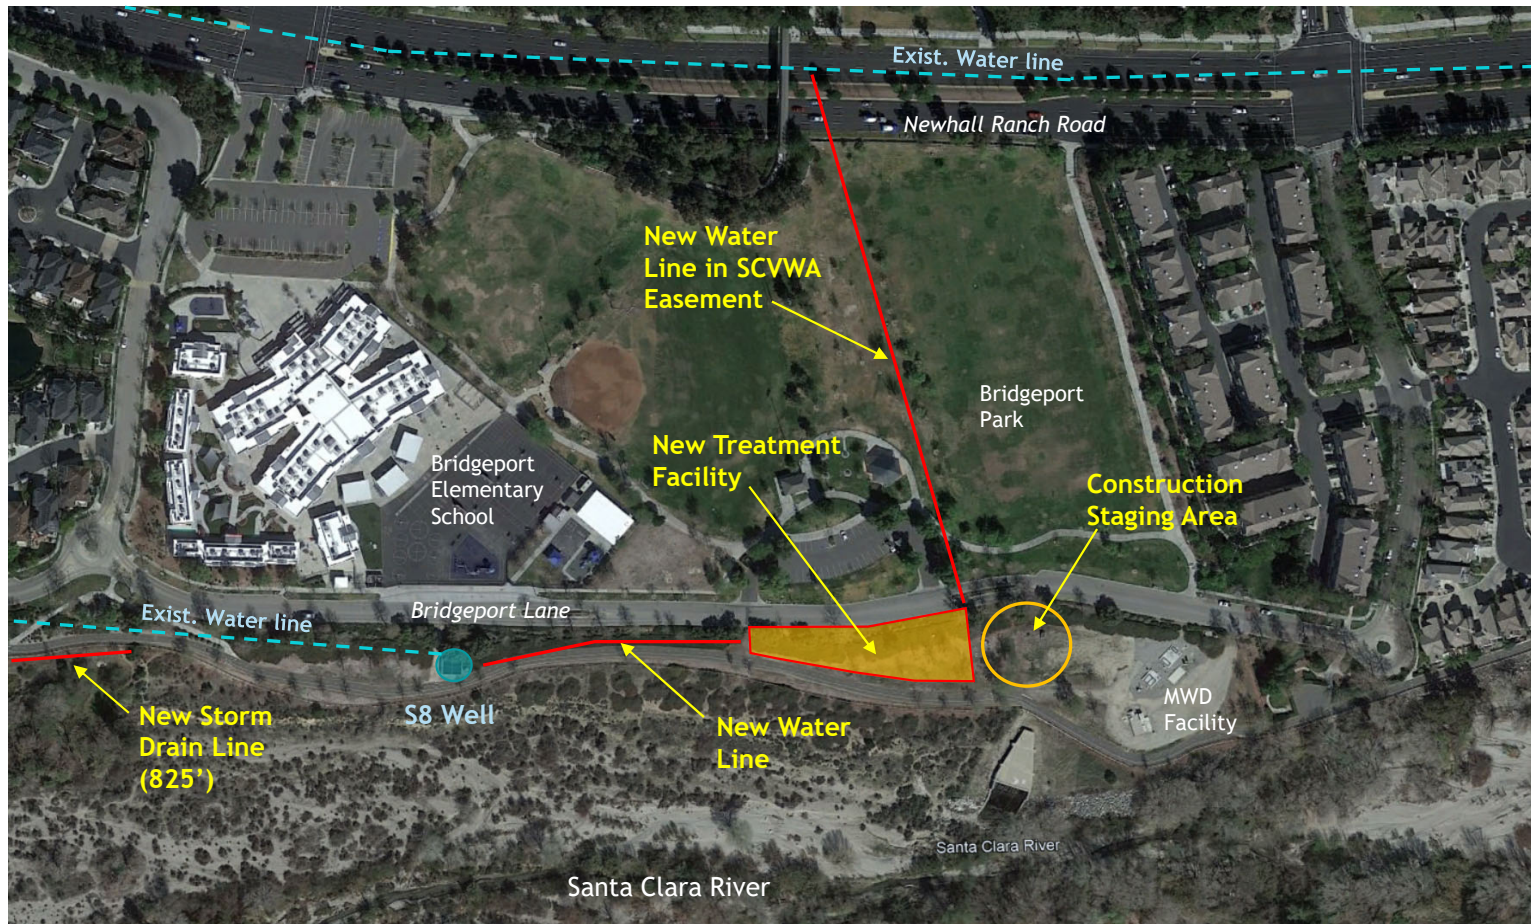 Exist. Water line
Newhall Ranch Road
New Water
Line in SCVWA
Easement
Bridgeport
Park
New Treatment
Facility
Bridgeport
Elementary
School
Construction
Staging Area
Bridgeport Lane
Exist. Water line
S8 Well
New Storm
Drain Line
(825’)
New Water
Line
MWD
Facility
Santa Clara River
Santa Clara River